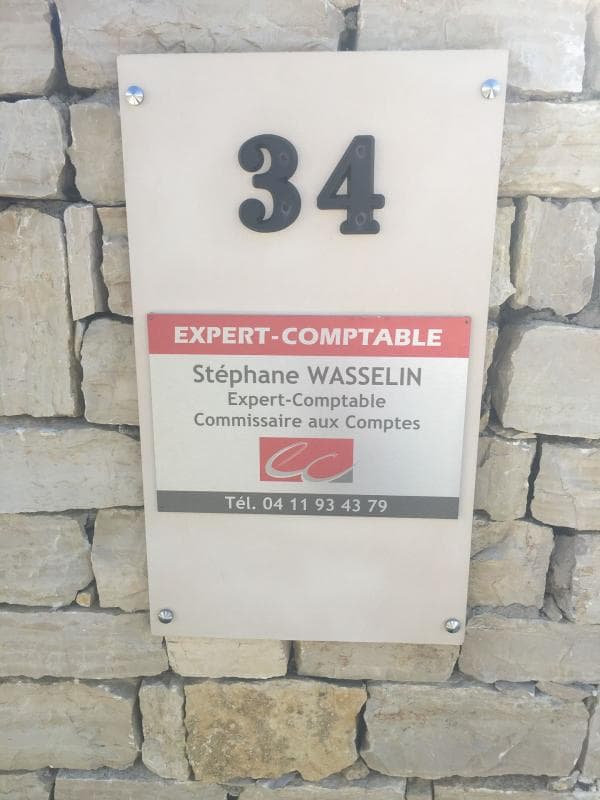 34
EXPERT-COMPTABLE
Stéphane WASSELIN
Expert-Comptable
Commissaire aux Comptes
Tél. 04 11 93 43 79